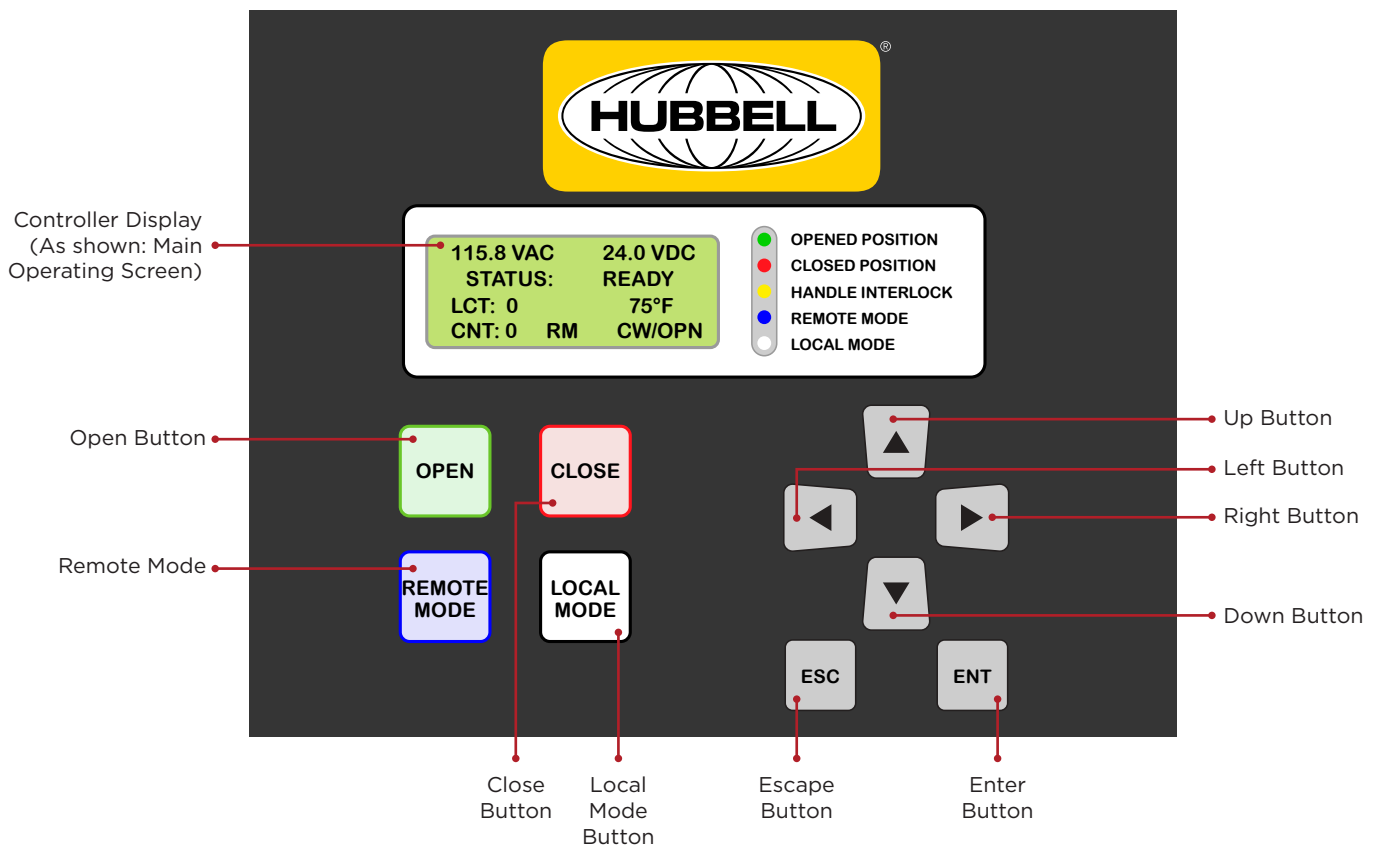 HUBBELL
®
Controller Display
(As shown: Main
Operating Screen)
115.8 VAC 24.0 VDC
STATUS: READY
LCT: 0 75°F
CNT: 0 RM CW/OPN
OPENED POSITION
CLOSED POSITION
HANDLE INTERLOCK
REMOTE MODE
LOCAL MODE
Open Button
OPEN
CLOSE
Up Button
Left Button
Right Button
Remote Mode
REMOTE
MODE
LOCAL
MODE
Down Button
ESC
ENT
Close
Button
Local
Mode
Button
Escape
Button
Enter
Button